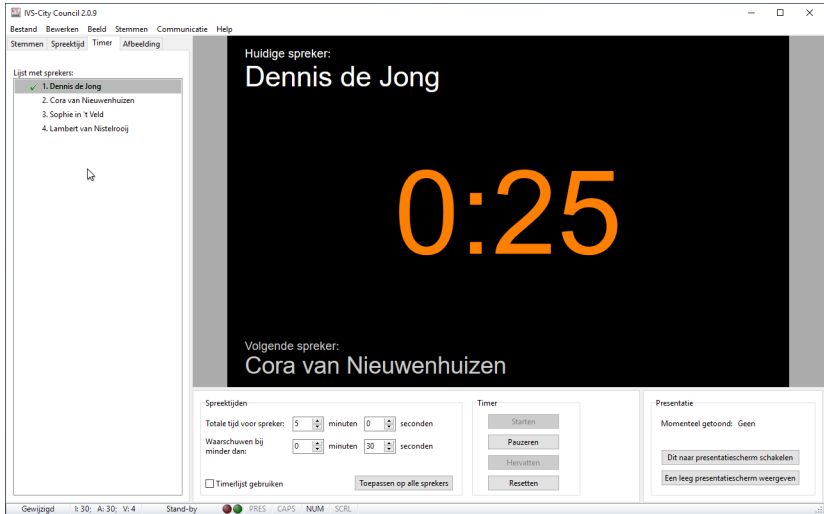 IVS-City Council 2.0.9
Bestand Bewerken Beeld Stemmen Communicatie Help
Stemmen Spreektijd Timer Afbeelding
Lijst met sprekers:
1. Dennis de Jong
2. Cora van Nieuwenhuizen
3. Sophie in 't Veld
4. Lambert van Nistelrooij
Huidige spreker:
Dennis de Jong
0:25
Volgende spreker:
Cora van Nieuwenhuizen
Spreektijden
Totale tijd voor spreker: 5 minuten 0 seconden
Waarschuwen bij
minder dan: 0 minuten 30 seconden
Timerlijst gebruiken Toepassen op alle sprekers
Timer
Starten
Pauzeren
Hervatten
Resetten
Presentatie
Momenteel getoond: Geen
Dit naar presentatiescherm schakelen
Een leeg presentatiescherm weergeven
Gewijzigd I: 30; A: 30; V: 4 Stand-by PRES CAPS NUM SCRL